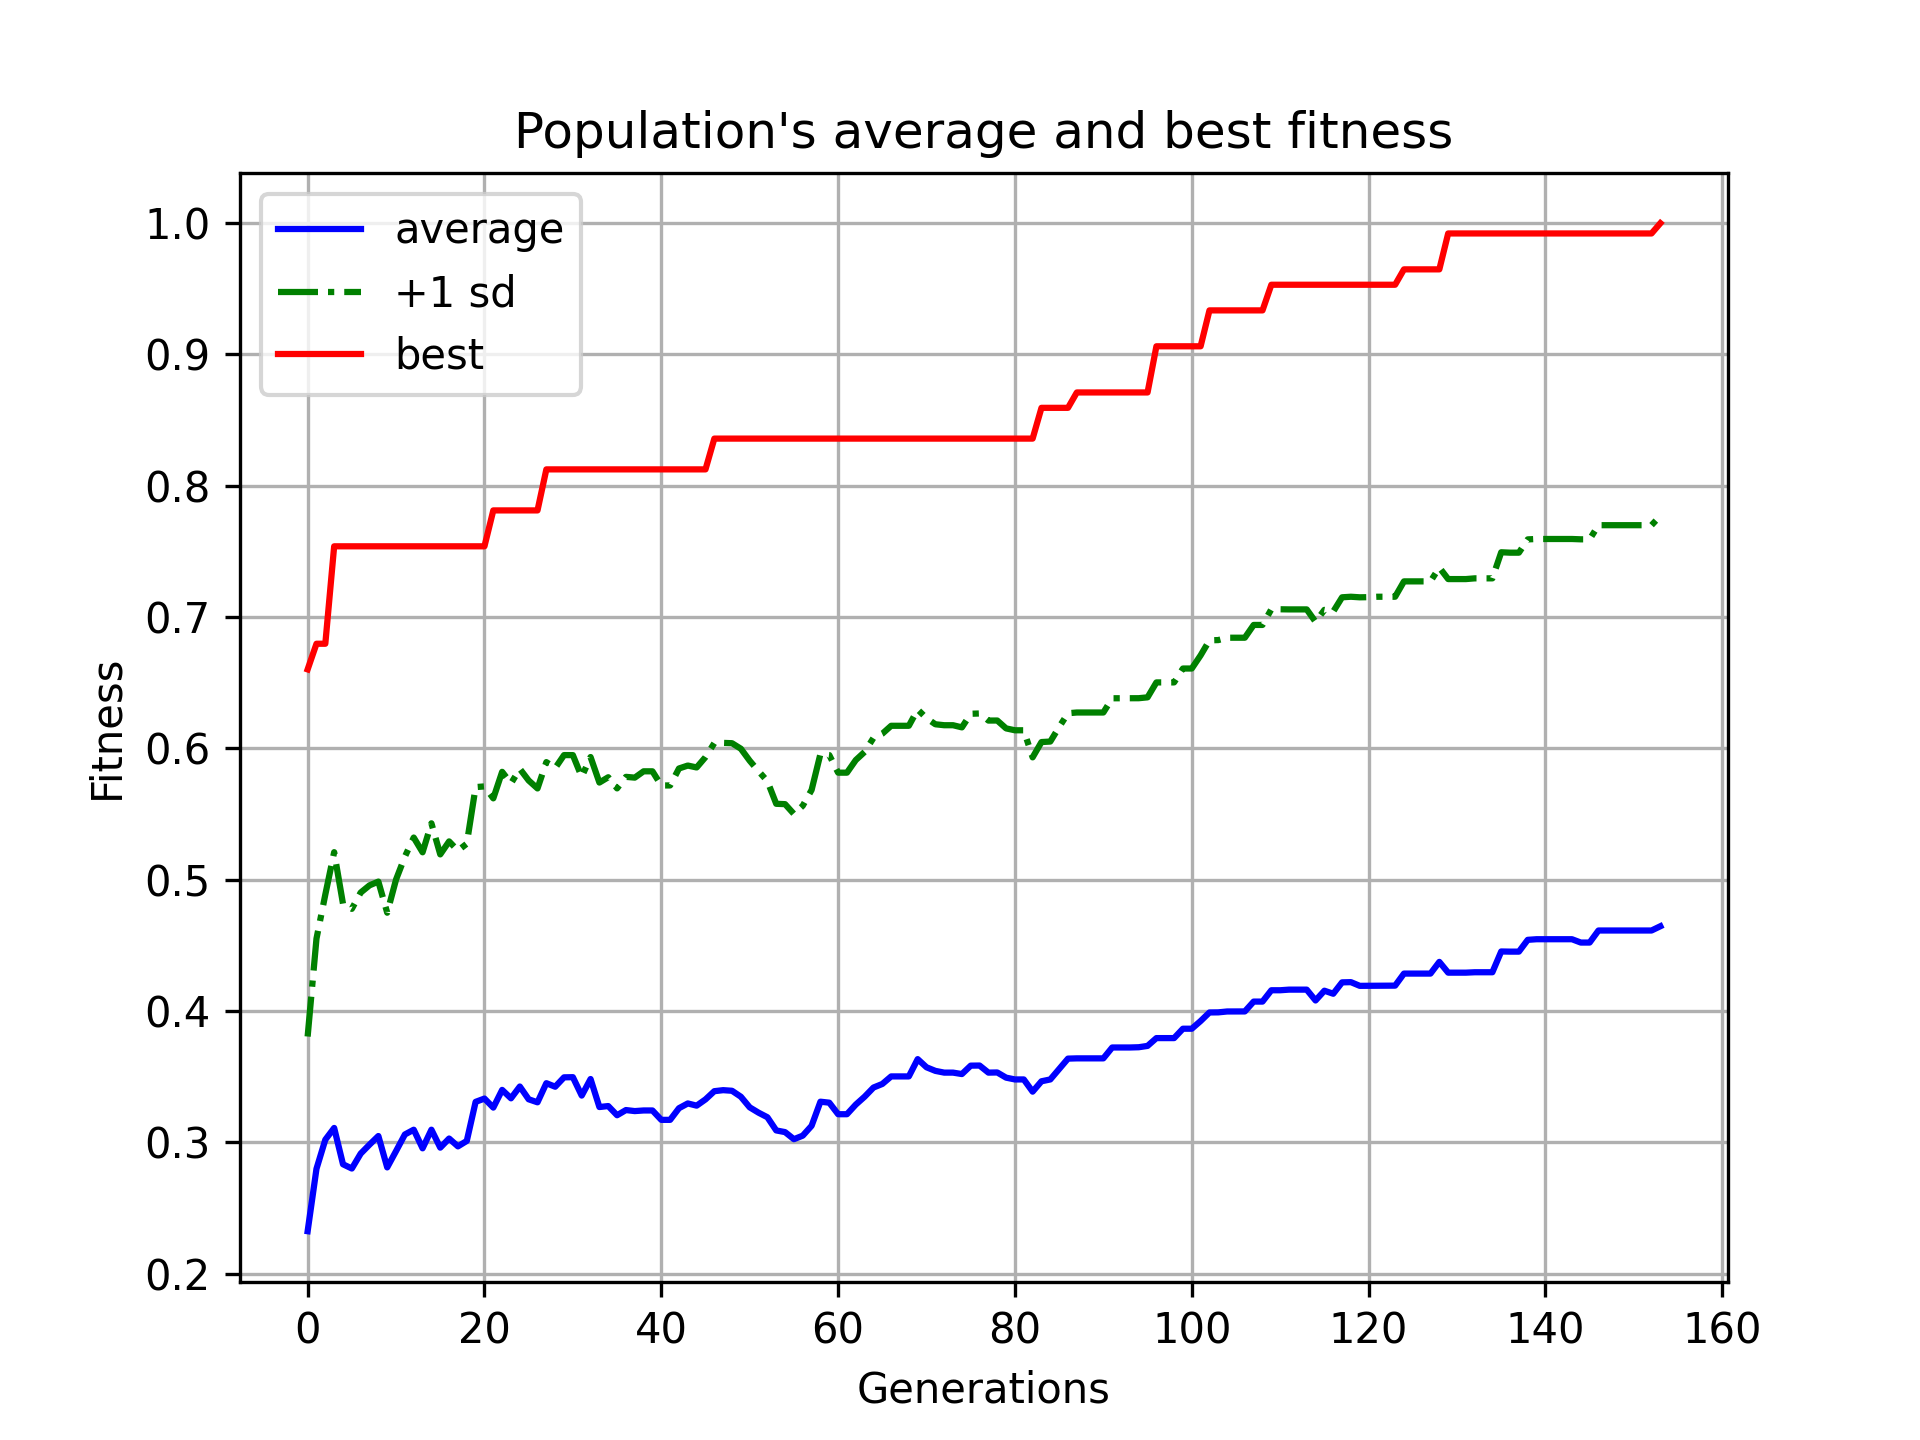 Population's average and best fitness
average
+1 sd
best
1.0
0.9
0.8
0.7
0.6
0.5
0.4
0.3
0.2
Fitness
0 20 40 60 80 100 120 140 160
Generations